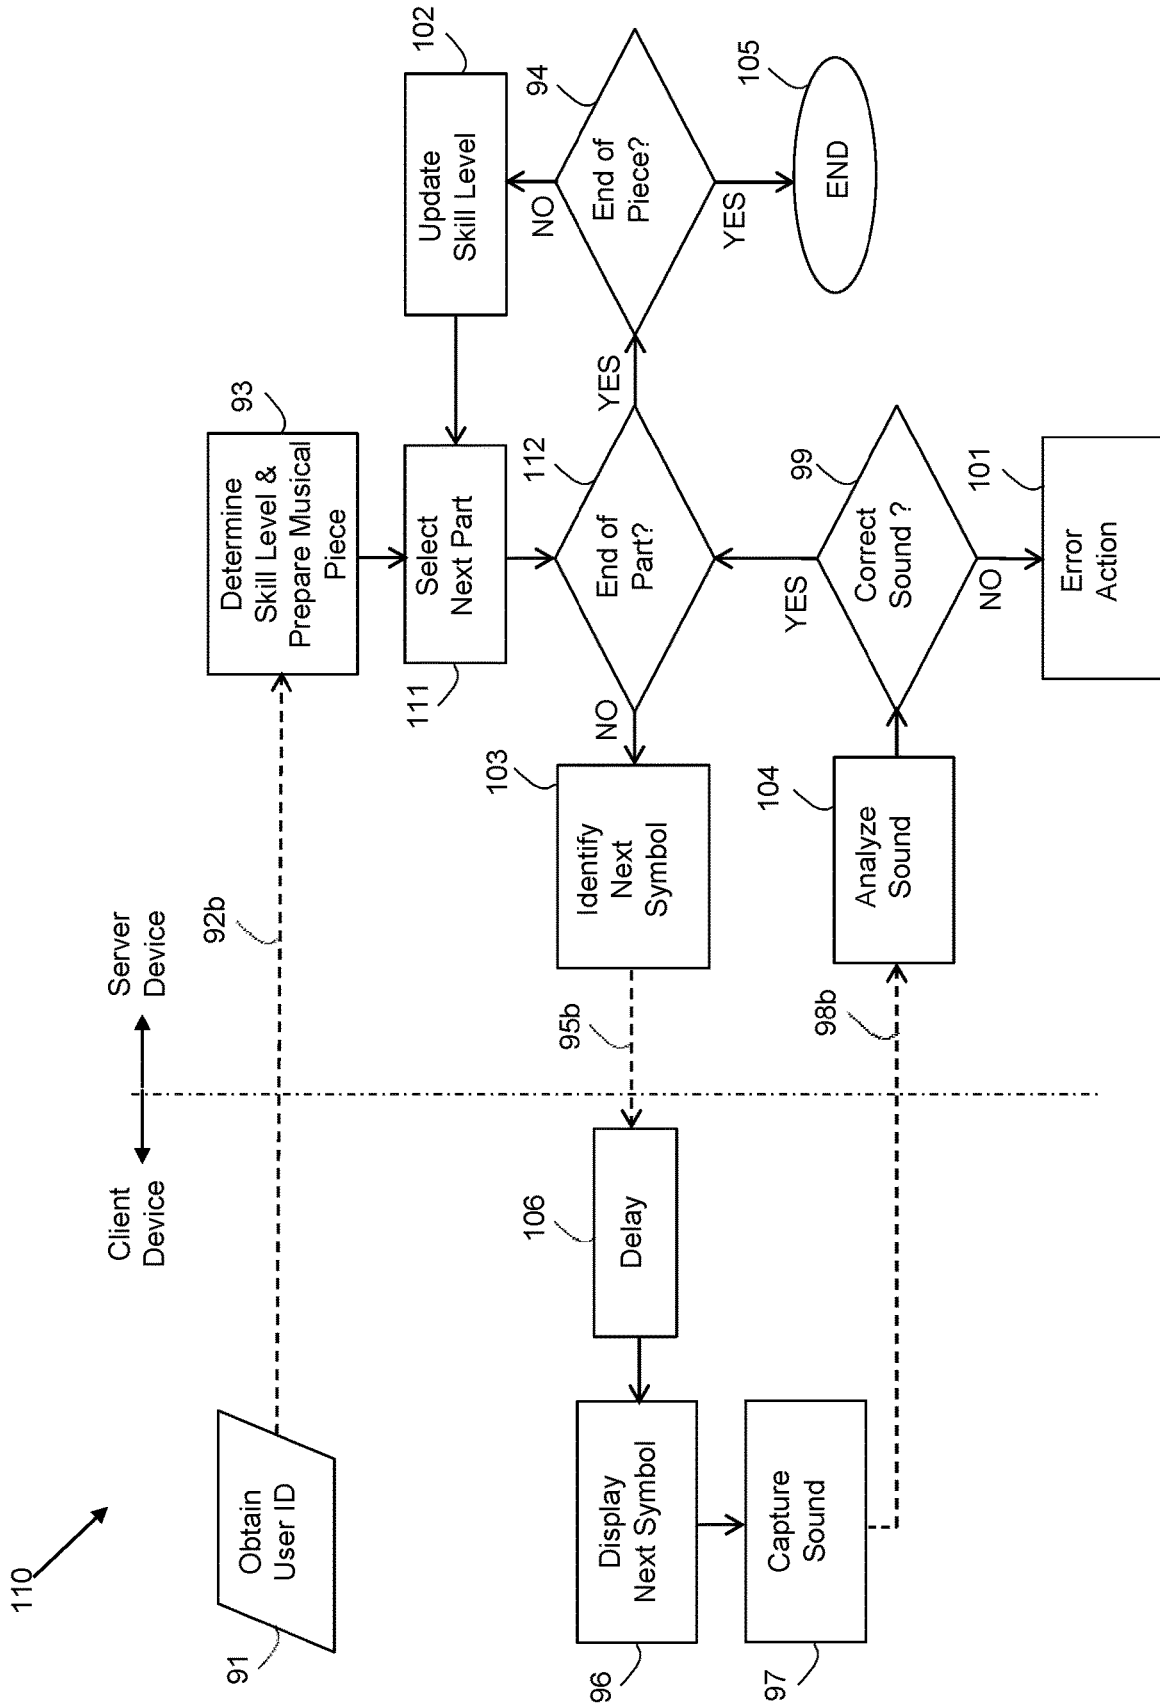 110
Client
Device
Server
Device
91
Obtain
User ID
92b
93
Determine
Skill Level &
Prepare Musical
Piece
111
Select
Next Part
102
Update
Skill Level
112
End of
Part?
NO
YES
94
End of
Piece?
NO
YES
105
END
103
Identify
Next
Symbol
95b
106
Delay
96
Display
Next Symbol
97
Capture
Sound
98b
104
Analyze
Sound
99
Correct
Sound ?
YES
NO
101
Error
Action